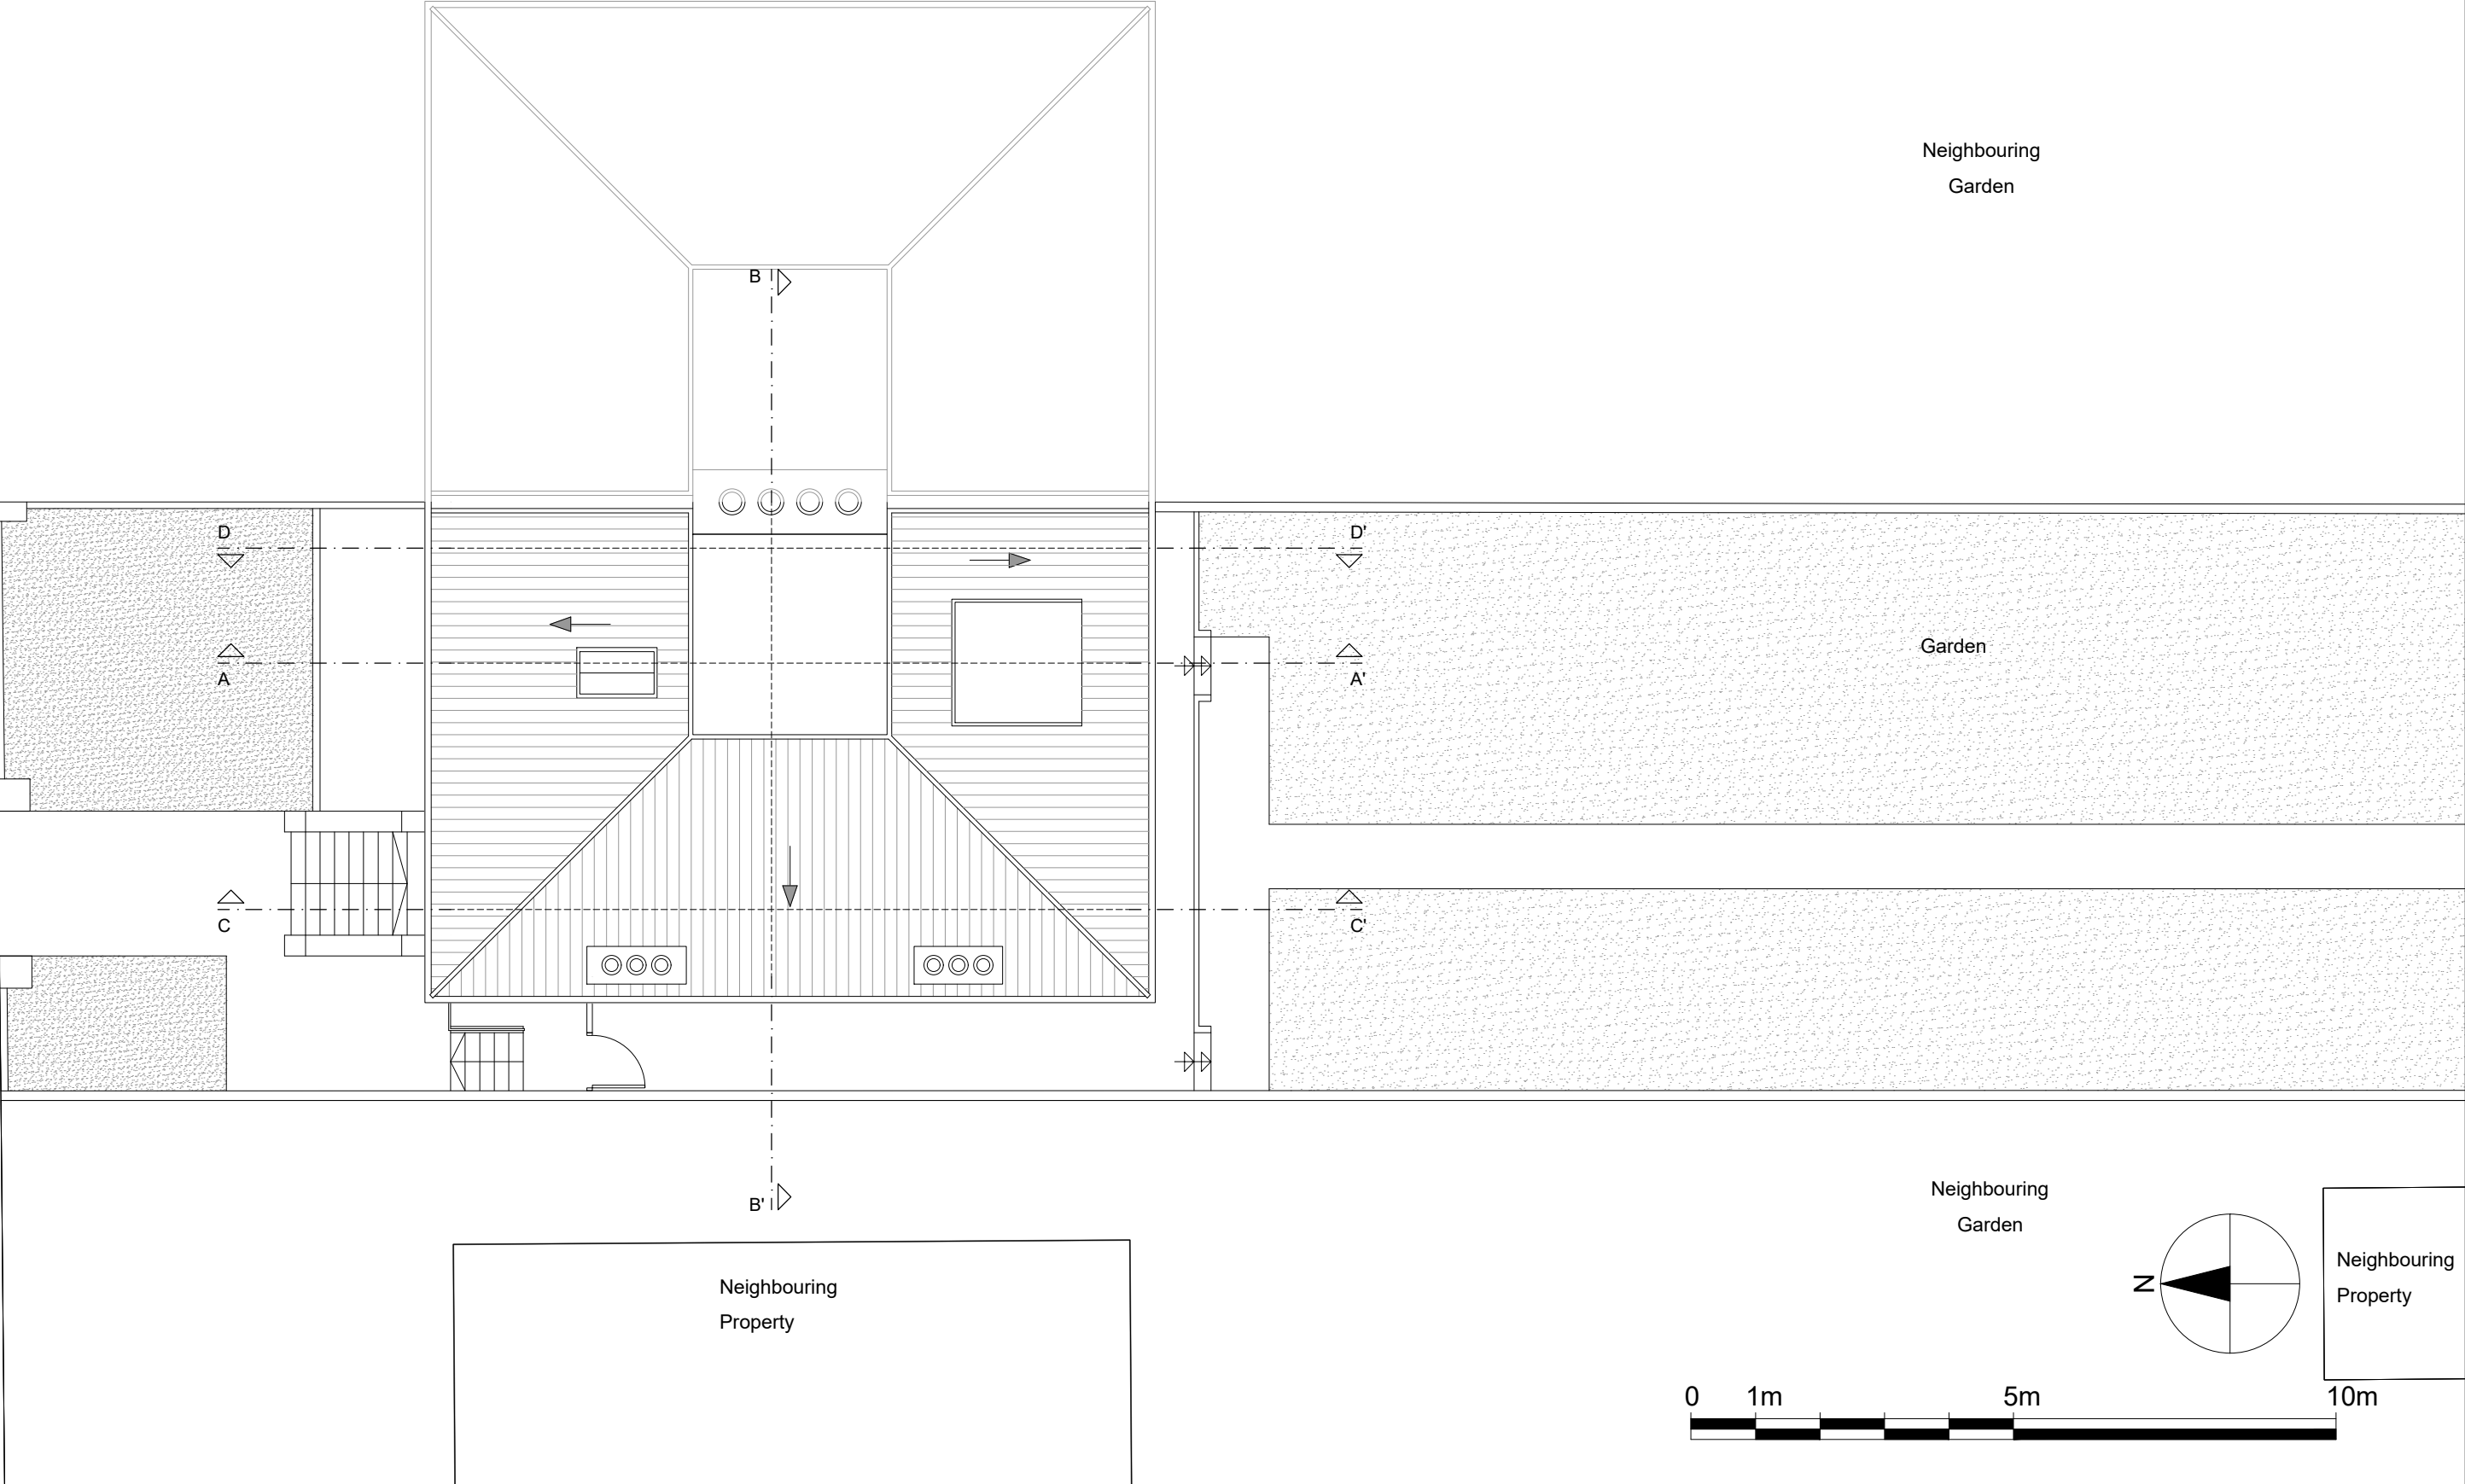 Neighbouring
Garden
B
D
D'
Garden
A
A'
C
C'
B'
Neighbouring
Garden
Neighbouring
Property
N
Neighbouring
Property
0 1m 5m 10m